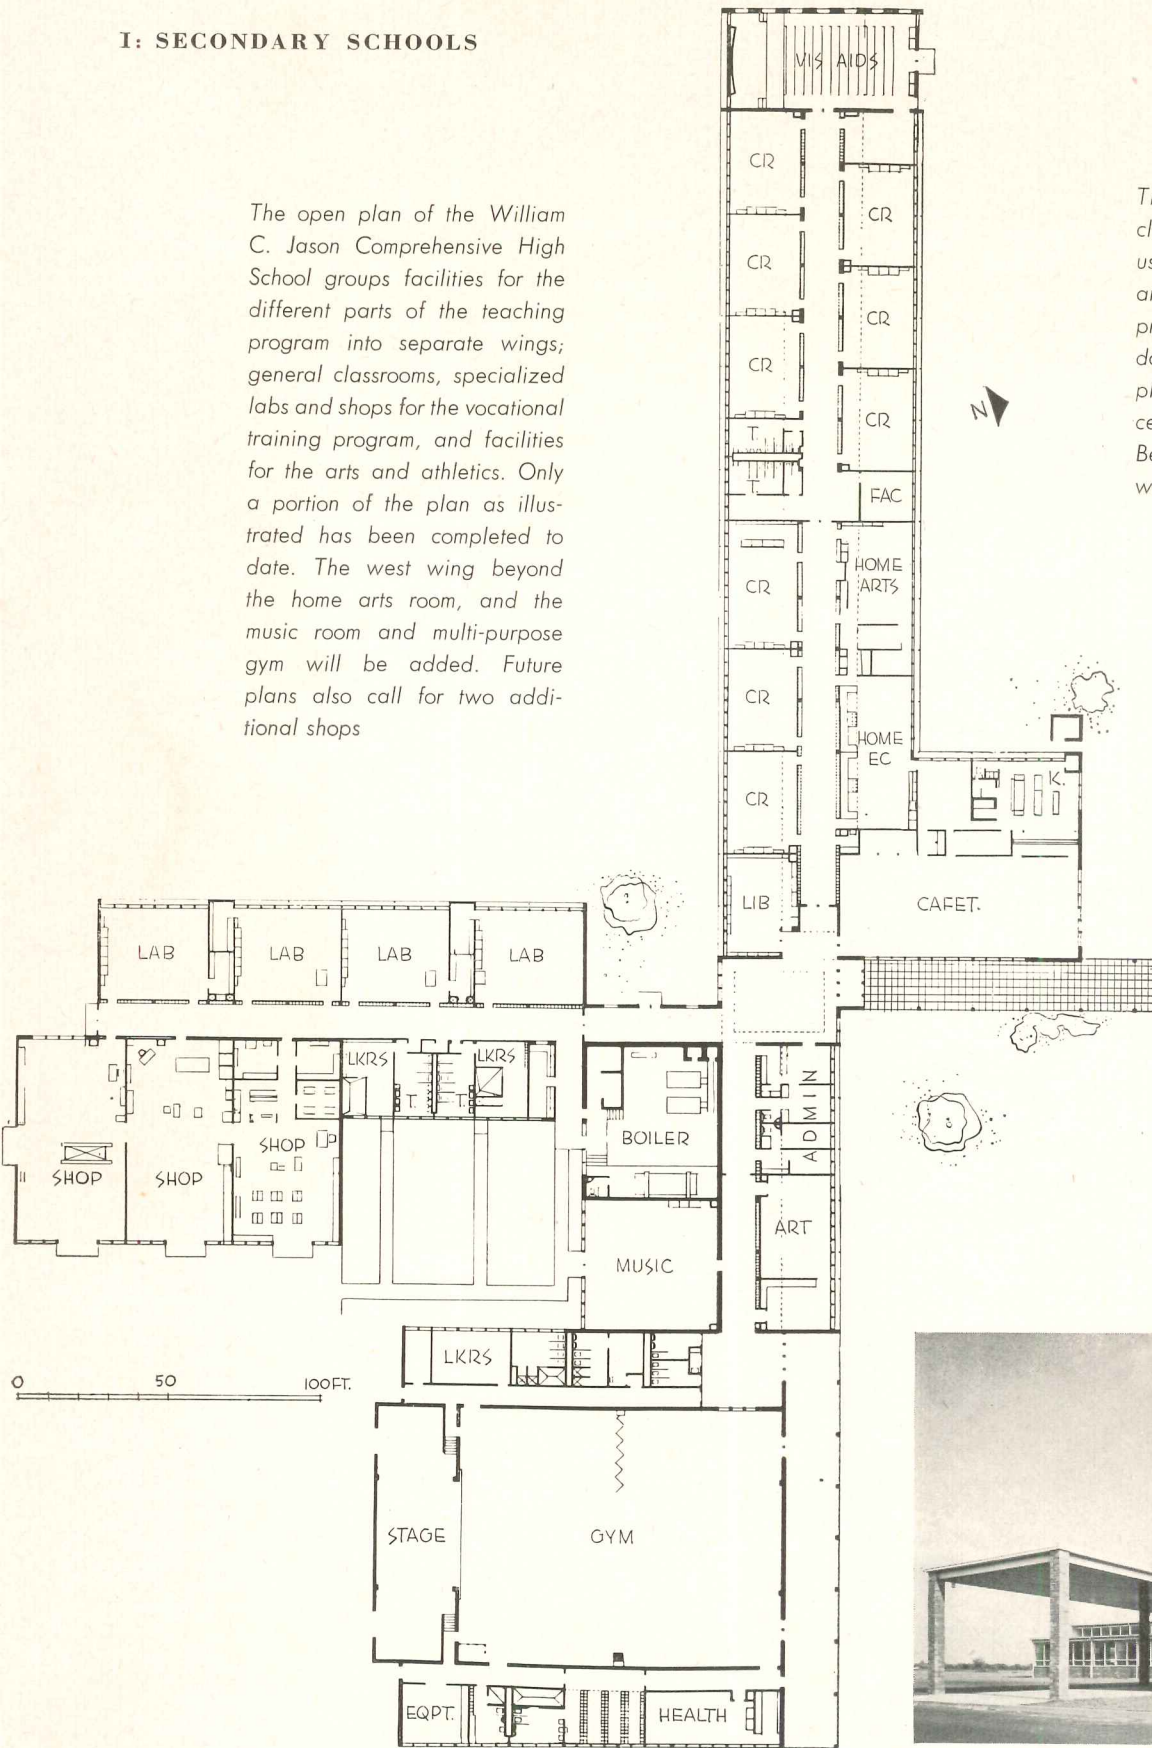 I: SECONDARY SCHOOLS
The open plan of the William
C. Jason Comprehensive High
School groups facilities for the
different parts of the teaching
program into separate wings;
general classrooms, specialized
labs and shops for the vocational
training program, and facilities
for the arts and athletics. Only
a portion of the plan as illus-
trated has been completed to
date. The west wing beyond
the home arts room, and the
music room and multi-purpose
gym will be added. Future
plans also call for two addi-
tional shops
VIS AIDS
CR
CR
CR
CR
CR
CR
CR
T.
T.
FAC
N
CR
HOME
ARTS
CR
HOME
EC
K.
CR
LIB
CAFET.
LAB
LAB
LAB
LAB
LKRS
LKRS
T.
T.
BOILER
ADMIN
SHOP
SHOP
SHOP
ART
MUSIC
LKRS
0 50 100FT.
STAGE
GYM
EQPT.
HEALTH